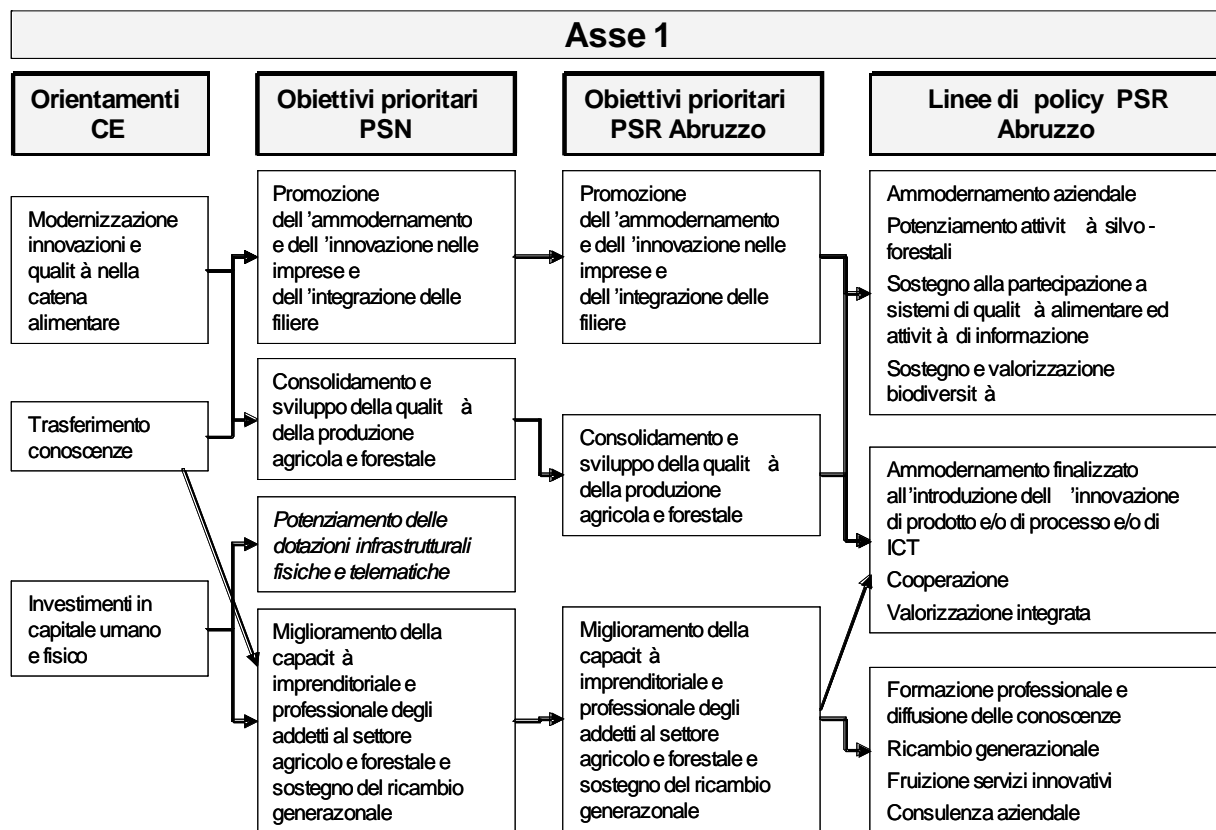 Asse 1
Orientamenti
CE
Obiettivi prioritari
PSN
Obiettivi prioritari
PSR Abruzzo
Linee di policy PSR
Abruzzo
Modernizzazione
innovazioni e
qualit à nella
catena
alimentare
Trasferimento
conoscenze
Investimenti in
capitale umano
e fisico
Promozione
dell 'ammodernamento
e dell 'innovazione nelle
imprese e
dell 'integrazione delle
filiere
Consolidamento e
sviluppo della qualit à
della produzione
agricola e forestale
Potenziamento delle
dotazioni infrastrutturali
fisiche e telematiche
Miglioramento della
capacit à
imprenditoriale e
professionale degli
addetti al settore
agricolo e forestale e
sostegno del ricambio
generazonale
Promozione
dell 'ammodernamento
e dell 'innovazione nelle
imprese e
dell 'integrazione delle
filiere
Consolidamento e
sviluppo della qualit à
della produzione
agricola e forestale
Miglioramento della
capacit à
imprenditoriale e
professionale degli
addetti al settore
agricolo e forestale e
sostegno del ricambio
generazonale
Ammodernamento aziendale
Potenziamento attivit à silvo -
forestali
Sostegno alla partecipazione a
sistemi di qualit à alimentare ed
attivit à di informazione
Sostegno e valorizzazione
biodiversit à
Ammodernamento finalizzato
all'introduzione dell 'innovazione
di prodotto e/o di processo e/o di
ICT
Cooperazione
Valorizzazione integrata
Formazione professionale e
diffusione delle conoscenze
Ricambio generazionale
Fruizione servizi innovativi
Consulenza aziendale